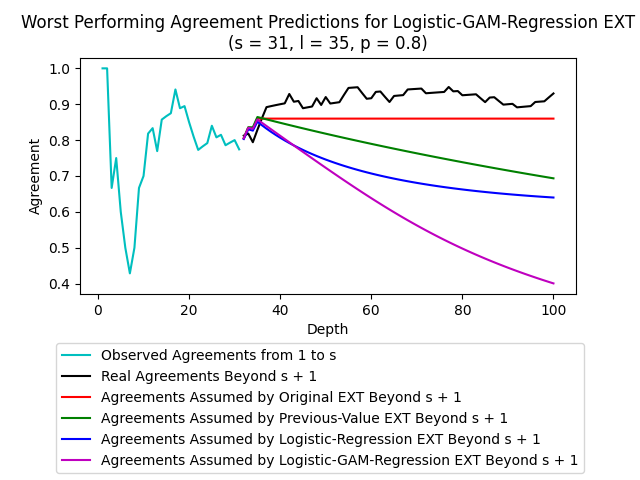 Worst Performing Agreement Predictions for Logistic-GAM-Regression EXT
(s = 31, l = 35, p = 0.8)
1.0
0.9
0.8
0.7
0.6
0.5
0.4
Agreement
0 20 40 60 80 100
Depth
Observed Agreements from 1 to s
Real Agreements Beyond s + 1
Agreements Assumed by Original EXT Beyond s + 1
Agreements Assumed by Previous-Value EXT Beyond s + 1
Agreements Assumed by Logistic-Regression EXT Beyond s + 1
Agreements Assumed by Logistic-GAM-Regression EXT Beyond s + 1